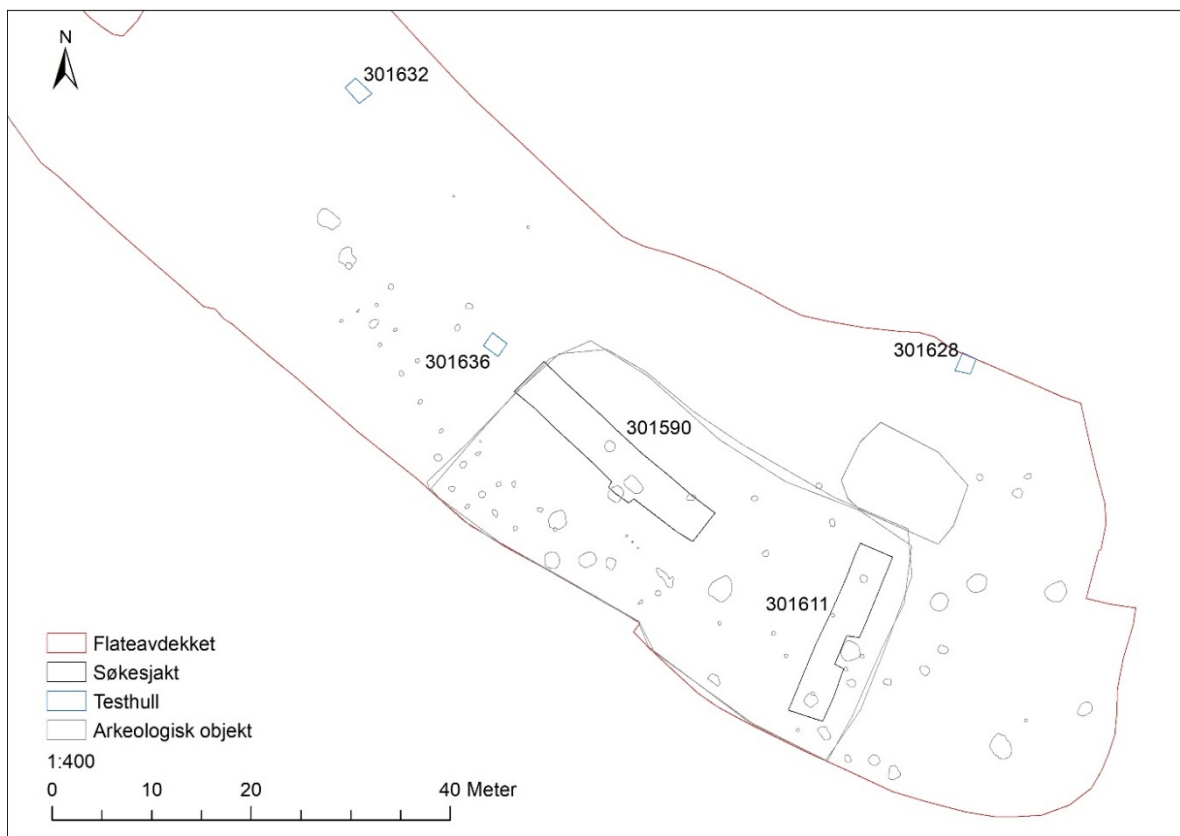 N
301632
301636
301628
301590
301611
Flateavdekket
Søkesjakt
Testhull
Arkeologisk objekt
1:400
0 10 20 40 Meter